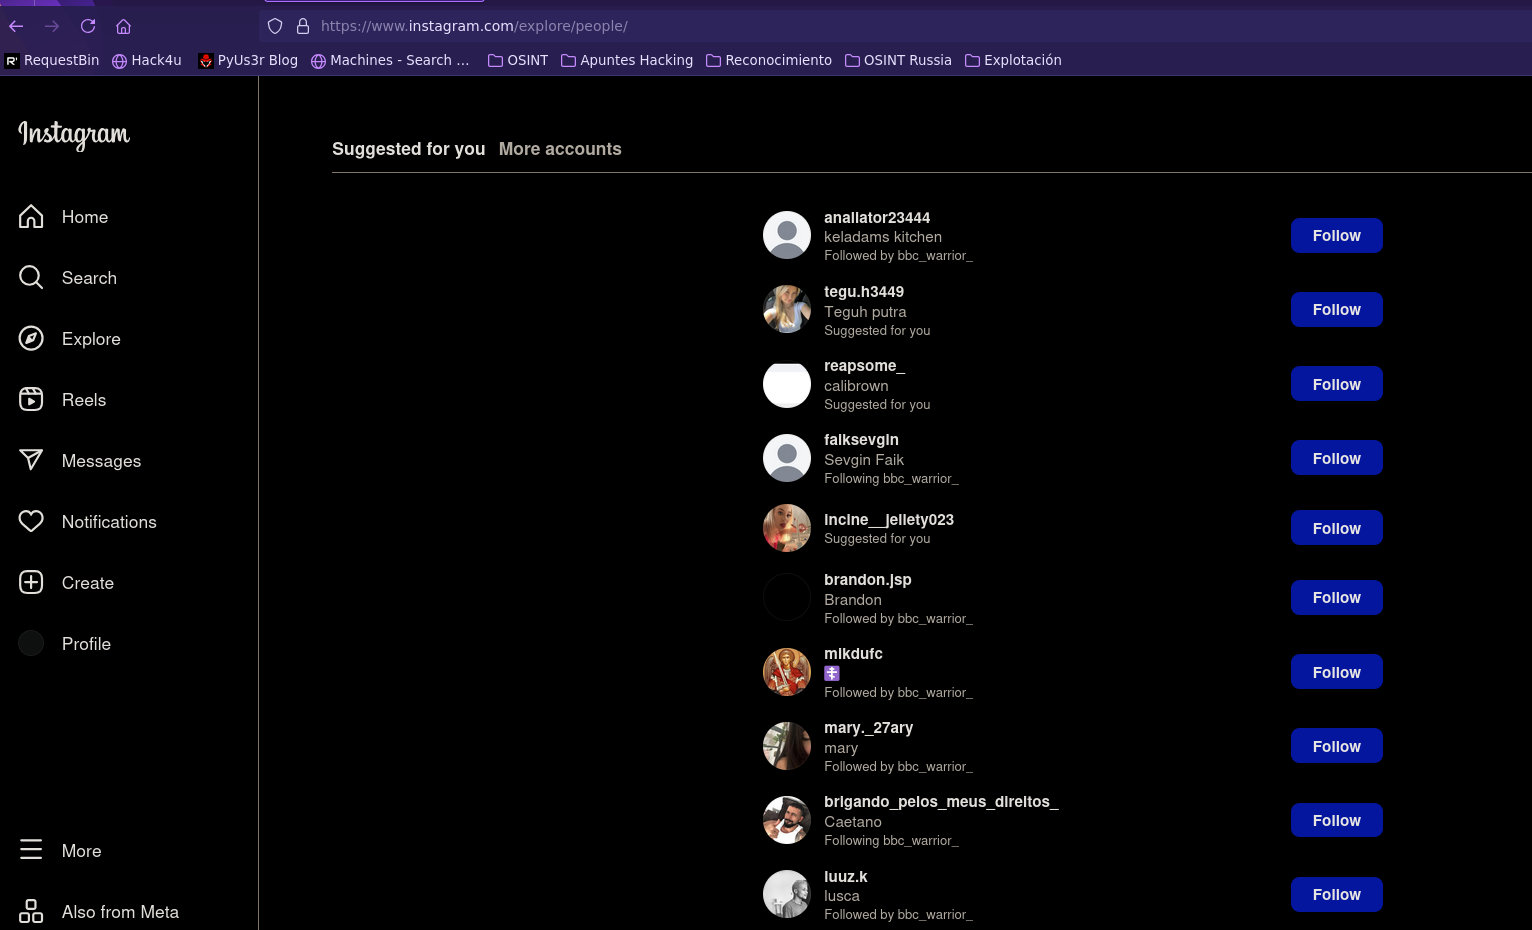 https://www.instagram.com/explore/people/
RequestBin Hack4u PyUs3r Blog Machines - Search ... OSINT Apuntes Hacking Reconocimiento OSINT Russia Explotación
Instagram
Suggested for you More accounts
Home
Search
Explore
Reels
Messages
Notifications
Create
Profile
More
Also from Meta
analiator23444
keladams kitchen
Followed by bbc_warrior_
Follow
tegu.h3449
Teguh putra
Suggested for you
Follow
reapsome_
calibrown
Suggested for you
Follow
faiksevgin
Sevgin Faik
Following bbc_warrior_
Follow
incine__jellety023
Suggested for you
Follow
brandon.jsp
Brandon
Followed by bbc_warrior_
Follow
mikdufc
☦
Followed by bbc_warrior_
Follow
mary._27ary
mary
Followed by bbc_warrior_
Follow
brigando_pelos_meus_direitos_
Caetano
Following bbc_warrior_
Follow
luuz.k
lusca
Followed by bbc_warrior_
Follow